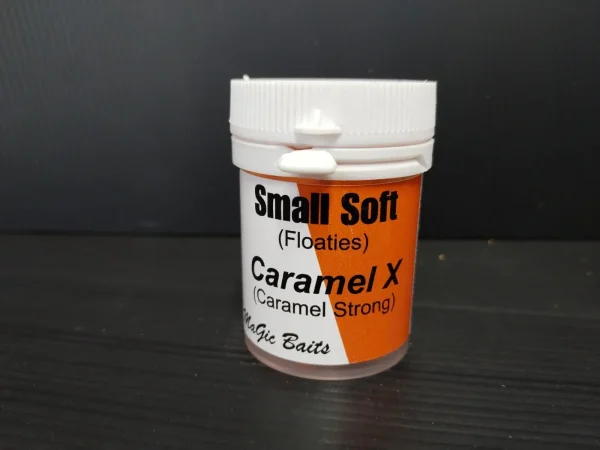 Small Soft
(Floaties)
Caramel X
(Caramel Strong)
MaGic Baits